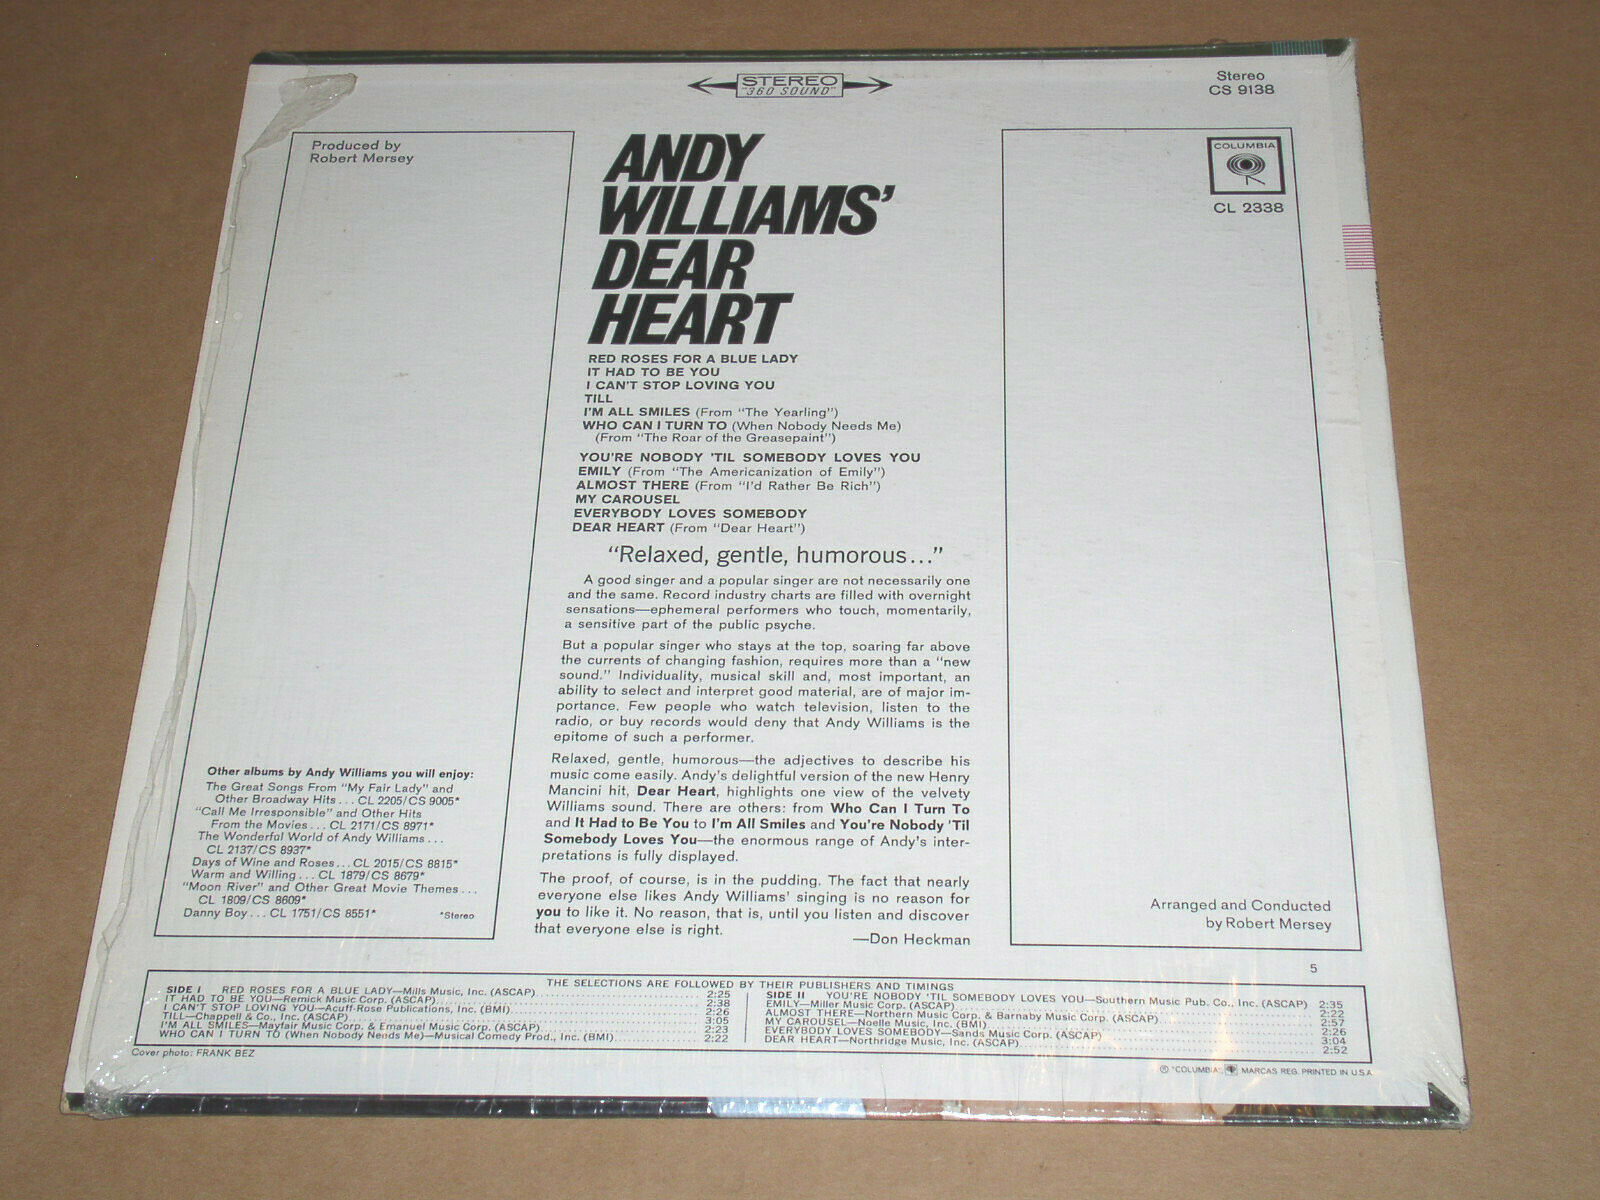 STEREO
"360 SOUND"
Stereo
CS 9138
Produced by
Robert Mersey
COLUMBIA
CL 2338
ANDY
WILLIAMS'
DEAR
HEART
RED ROSES FOR A BLUE LADY
IT HAD TO BE YOU
I CAN'T STOP LOVING YOU
TILL
I'M ALL SMILES (From "The Yearling")
WHO CAN I TURN TO (When Nobody Needs Me)
(From "The Roar of the Greasepaint")
YOU'RE NOBODY 'TIL SOMEBODY LOVES YOU
EMILY (From "The Americanization of Emily")
ALMOST THERE (From "I'd Rather Be Rich")
MY CAROUSEL
EVERYBODY LOVES SOMEBODY
DEAR HEART (From "Dear Heart")
"Relaxed, gentle, humorous..."
A good singer and a popular singer are not necessarily one
and the same. Record industry charts are filled with overnight
sensations—ephemeral performers who touch, momentarily,
a sensitive part of the public psyche.
But a popular singer who stays at the top, soaring far above
the currents of changing fashion, requires more than a "new
sound." Individuality, musical skill and, most important, an
ability to select and interpret good material, are of major im-
portance. Few people who watch television, listen to the
radio, or buy records would deny that Andy Williams is the
epitome of such a performer.
Relaxed, gentle, humorous—the adjectives to describe his
music come easily. Andy's delightful version of the new Henry
Mancini hit, Dear Heart, highlights one view of the velvety
Williams sound. There are others: from Who Can I Turn To
and It Had to Be You to I'm All Smiles and You're Nobody 'Til
Somebody Loves You—the enormous range of Andy's inter-
pretations is fully displayed.
The proof, of course, is in the pudding. The fact that nearly
everyone else likes Andy Williams' singing is no reason for
you to like it. No reason, that is, until you listen and discover
that everyone else is right.
—Don Heckman
Other albums by Andy Williams you will enjoy:
The Great Songs From "My Fair Lady" and
Other Broadway Hits... CL 2205/CS 9005*
"Call Me Irresponsible" and Other Hits
From the Movies... CL 2171/CS 8971*
The Wonderful World of Andy Williams...
CL 2137/CS 8937*
Days of Wine and Roses... CL 2015/CS 8815*
Warm and Willing... CL 1879/CS 8679*
"Moon River" and Other Great Movie Themes...
CL 1809/CS 8609*
Danny Boy... CL 1751/CS 8551* *Stereo
Arranged and Conducted
by Robert Mersey
5
THE SELECTIONS ARE FOLLOWED BY THEIR PUBLISHERS AND TIMINGS
SIDE I RED ROSES FOR A BLUE LADY—Mills Music, Inc. (ASCAP) 2:25
IT HAD TO BE YOU—Remick Music Corp. (ASCAP) 2:38
I CAN'T STOP LOVING YOU—Acuff-Rose Publications, Inc. (BMI) 2:26
TILL—Chappell & Co., Inc. (ASCAP) 3:05
I'M ALL SMILES—Mayfair Music Corp. & Emanuel Music Corp. (ASCAP) 2:23
WHO CAN I TURN TO (When Nobody Needs Me)—Musical Comedy Prod., Inc. (BMI) 2:22
SIDE II YOU'RE NOBODY 'TIL SOMEBODY LOVES YOU—Southern Music Pub. Co., Inc. (ASCAP) 2:35
EMILY—Miller Music Corp. (ASCAP) 2:22
ALMOST THERE—Northern Music Corp. & Barnaby Music Corp. (ASCAP) 2:57
MY CAROUSEL—Noelle Music, Inc. (BMI) 2:26
EVERYBODY LOVES SOMEBODY—Sands Music Corp. (ASCAP) 3:04
DEAR HEART—Northridge Music, Inc. (ASCAP) 2:52
Cover photo: FRANK BEZ
® "COLUMBIA", MARCAS REG. PRINTED IN U.S.A.